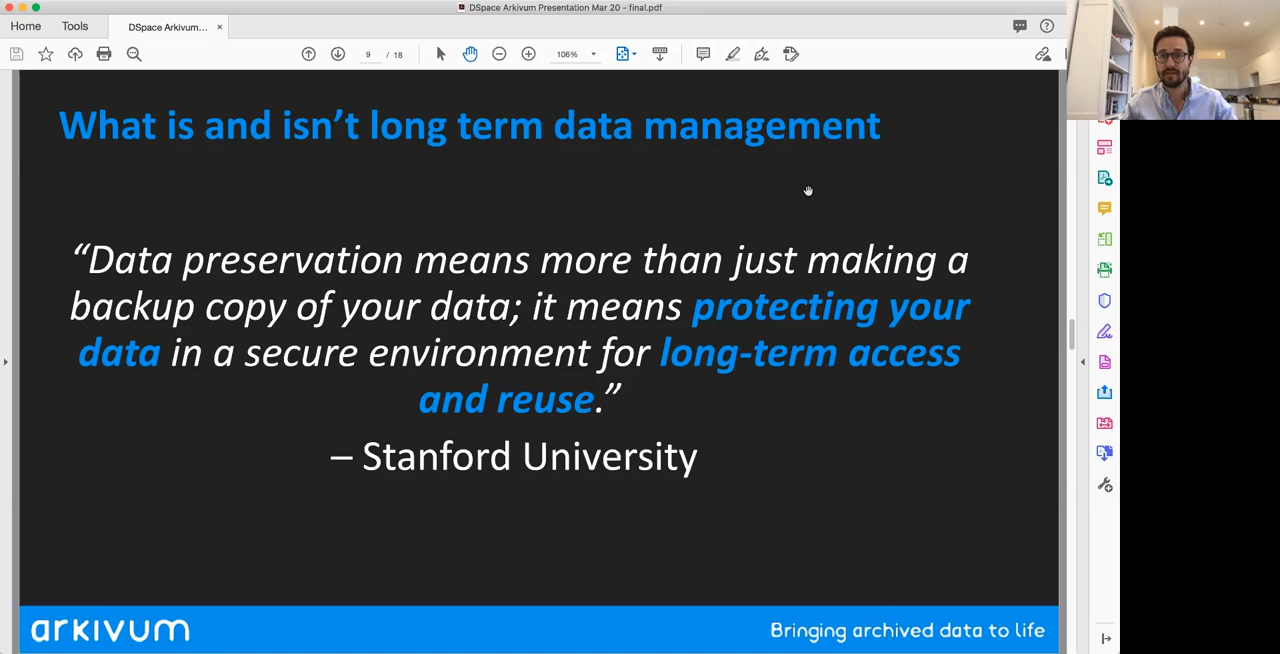 DSpace Arkivum Presentation Mar 20 - final.pdf
Home Tools DSpace Arkivum... ×
9 / 18 106%
What is and isn’t long term data management
“Data preservation means more than just making a
backup copy of your data; it means protecting your
data in a secure environment for long-term access
and reuse.”
– Stanford University
arkivum Bringing archived data to life